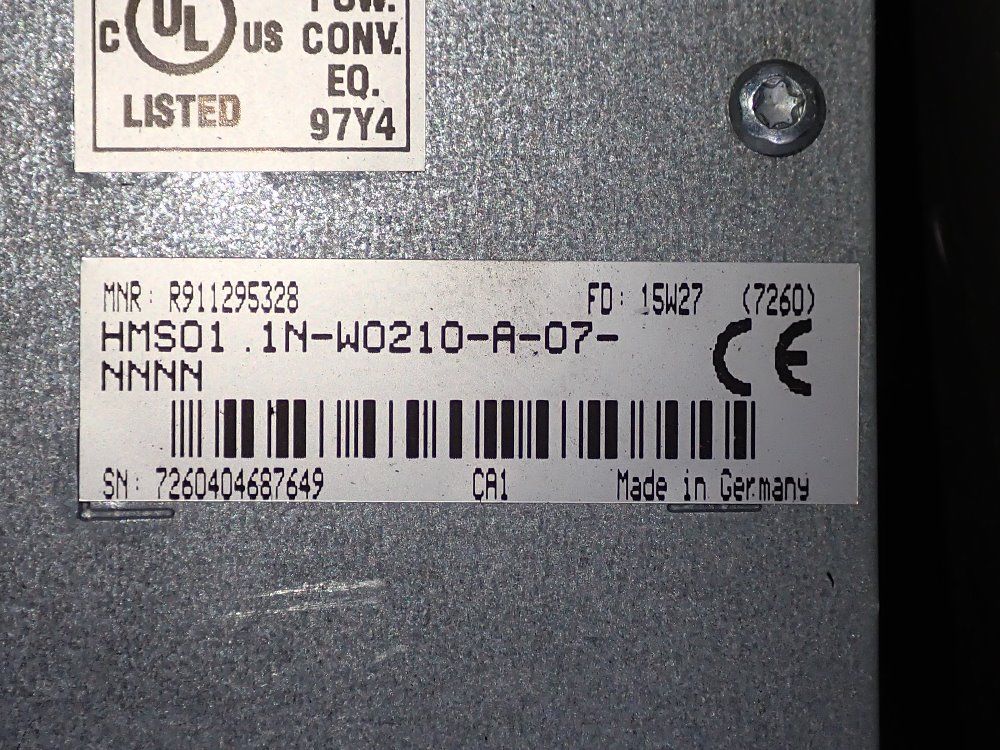 C UL US
CONV.
EQ.
LISTED
97Y4
MNR: R911295328 FD: 15W27 (7260)
HMS01.1N-W0210-A-07-
NNNN
CE
SN: 7260404687649 CA1 Made in Germany